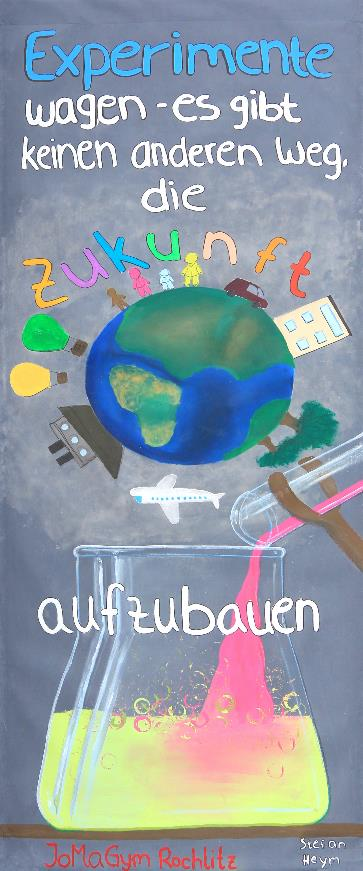 Experimente
wagen - es gibt
keinen anderen Weg,
die
Zukunft
aufzubauen
JoMaGym Rochlitz
Stefan
Heym